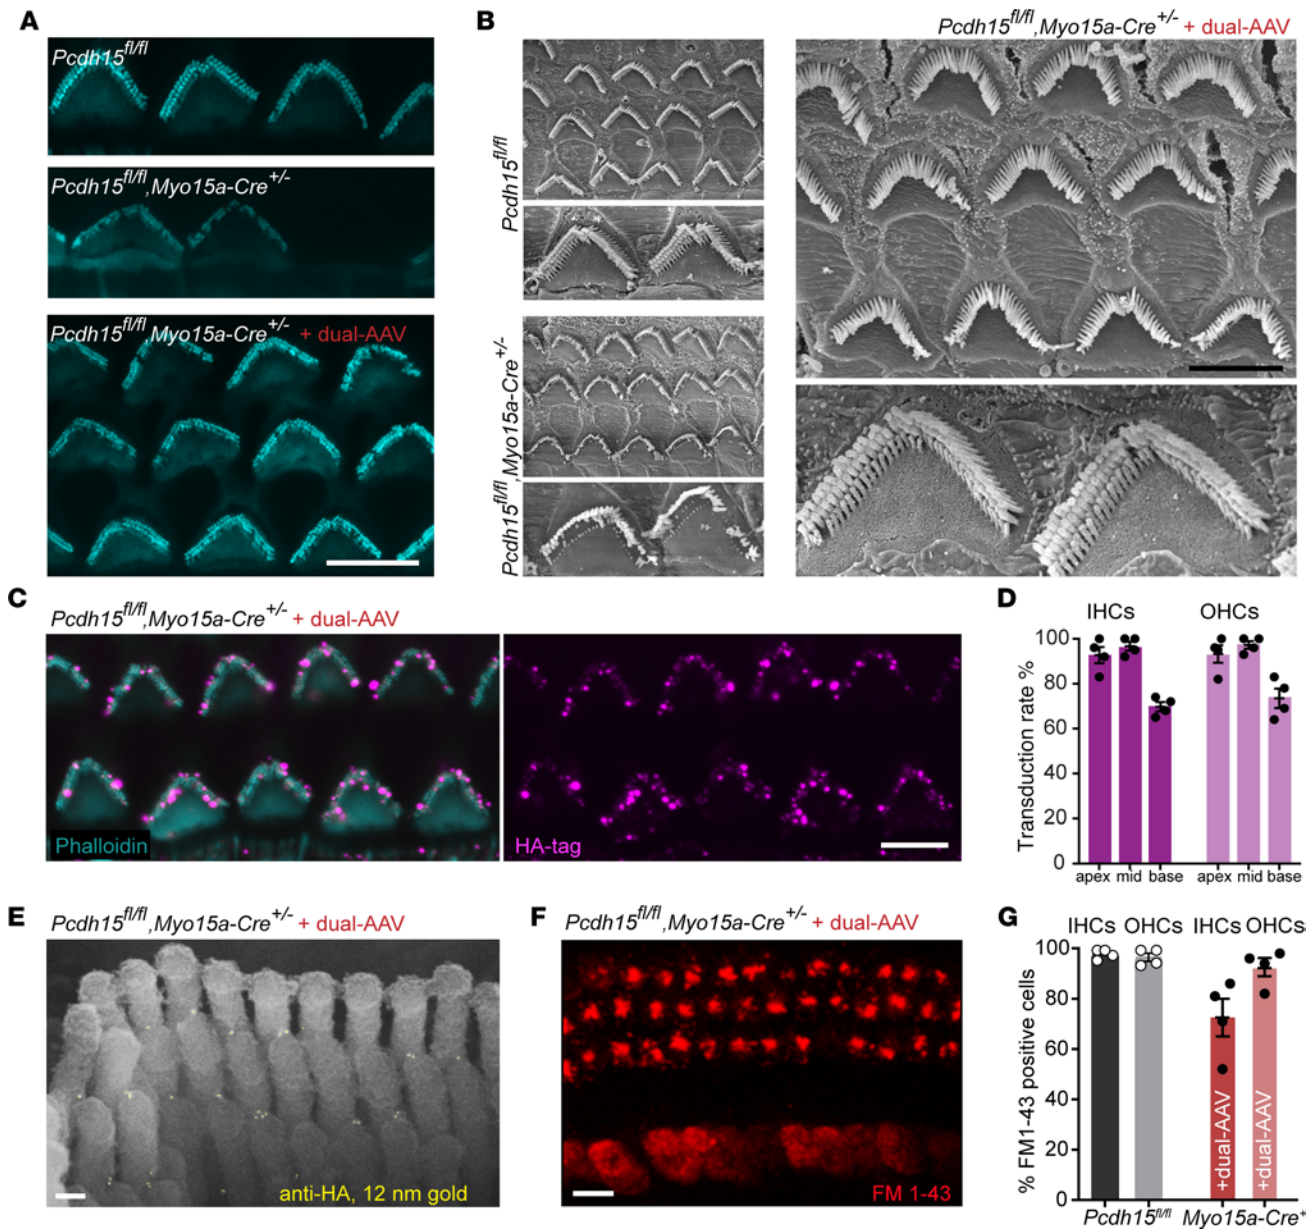 A
Pcdh15fl/fl
Pcdh15fl/fl,Myo15a-Cre+/-
Pcdh15fl/fl,Myo15a-Cre+/- + dual-AAV
B
Pcdh15fl/fl,Myo15a-Cre+/- + dual-AAV
Pcdh15fl/fl
Pcdh15fl/fl,Myo15a-Cre+/-
C
Pcdh15fl/fl,Myo15a-Cre+/- + dual-AAV
Phalloidin
HA-tag
D
IHCs OHCs
Transduction rate %
100
80
60
40
20
0
apex mid base apex mid base
E
Pcdh15fl/fl,Myo15a-Cre+/- + dual-AAV
anti-HA, 12 nm gold
F
Pcdh15fl/fl,Myo15a-Cre+/- + dual-AAV
FM 1-43
G
IHCs OHCs IHCs OHCs
% FM1-43 positive cells
100
80
60
40
20
0
+dual-AAV
+dual-AAV
Pcdh15fl/fl Myo15a-Cre+